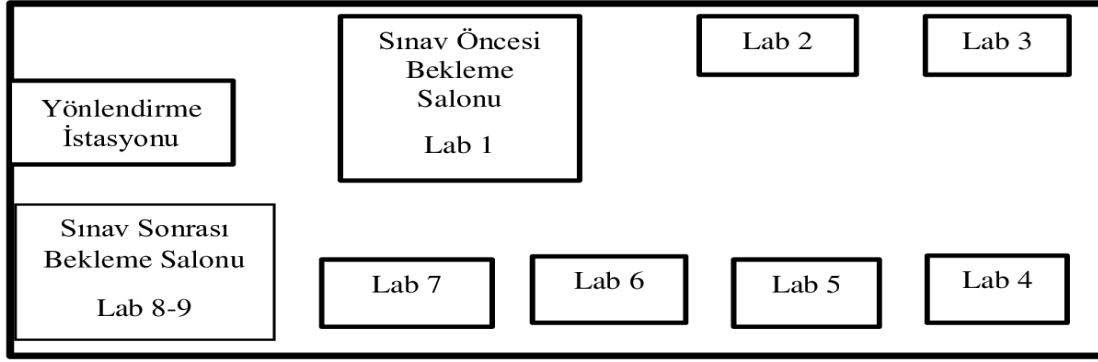 Sınav Öncesi
Bekleme
Salonu
Lab 1
Lab 2
Lab 3
Yönlendirme
İstasyonu
Sınav Sonrası
Bekleme Salonu
Lab 8-9
Lab 7
Lab 6
Lab 5
Lab 4